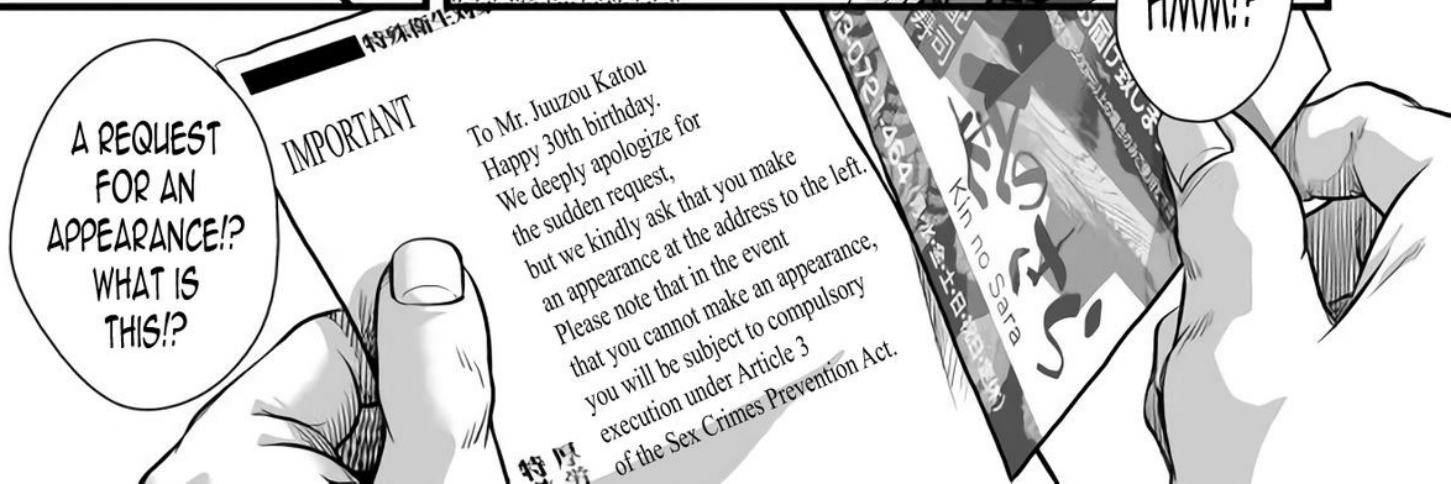 HMM!?
A REQUEST
FOR AN
APPEARANCE!?
WHAT IS
THIS!?
IMPORTANT
To Mr. Juuzou Katou
Happy 30th birthday.
We deeply apologize for
the sudden request,
but we kindly ask that you make
an appearance at the address to the left.
Please note that in the event
that you cannot make an appearance,
you will be subject to compulsory
execution under Article 3
of the Sex Crimes Prevention Act.
寿司
Kin no Sara